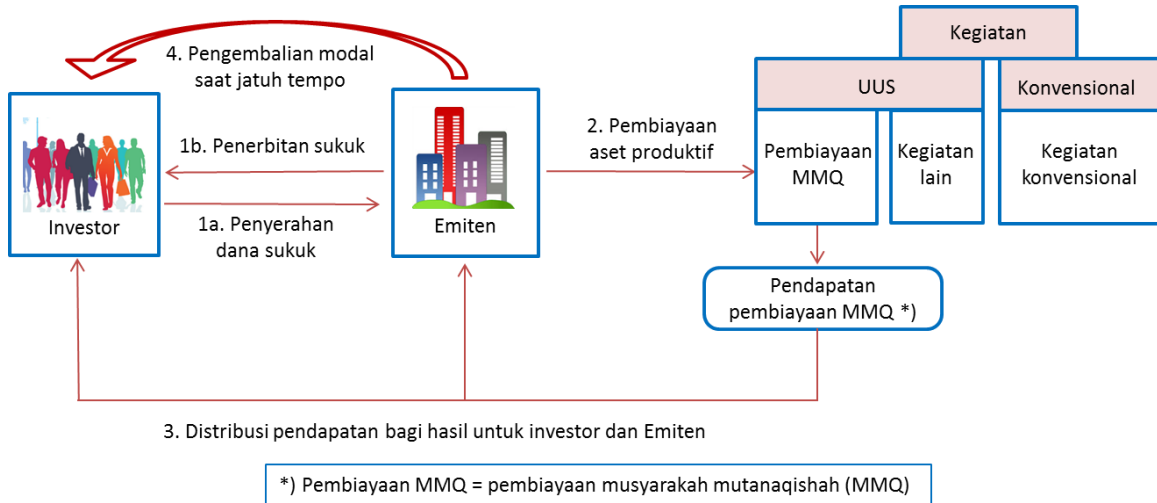 4. Pengembalian modal
saat jatuh tempo
Kegiatan
UUS
Konvensional
1b. Penerbitan sukuk
2. Pembiayaan
aset produktif
Pembiayaan
MMQ
Kegiatan
lain
Kegiatan
konvensional
Investor
1a. Penyerahan
dana sukuk
Emiten
Pendapatan
pembiayaan MMQ *)
3. Distribusi pendapatan bagi hasil untuk investor dan Emiten
*) Pembiayaan MMQ = pembiayaan musyarakah mutanaqishah (MMQ)